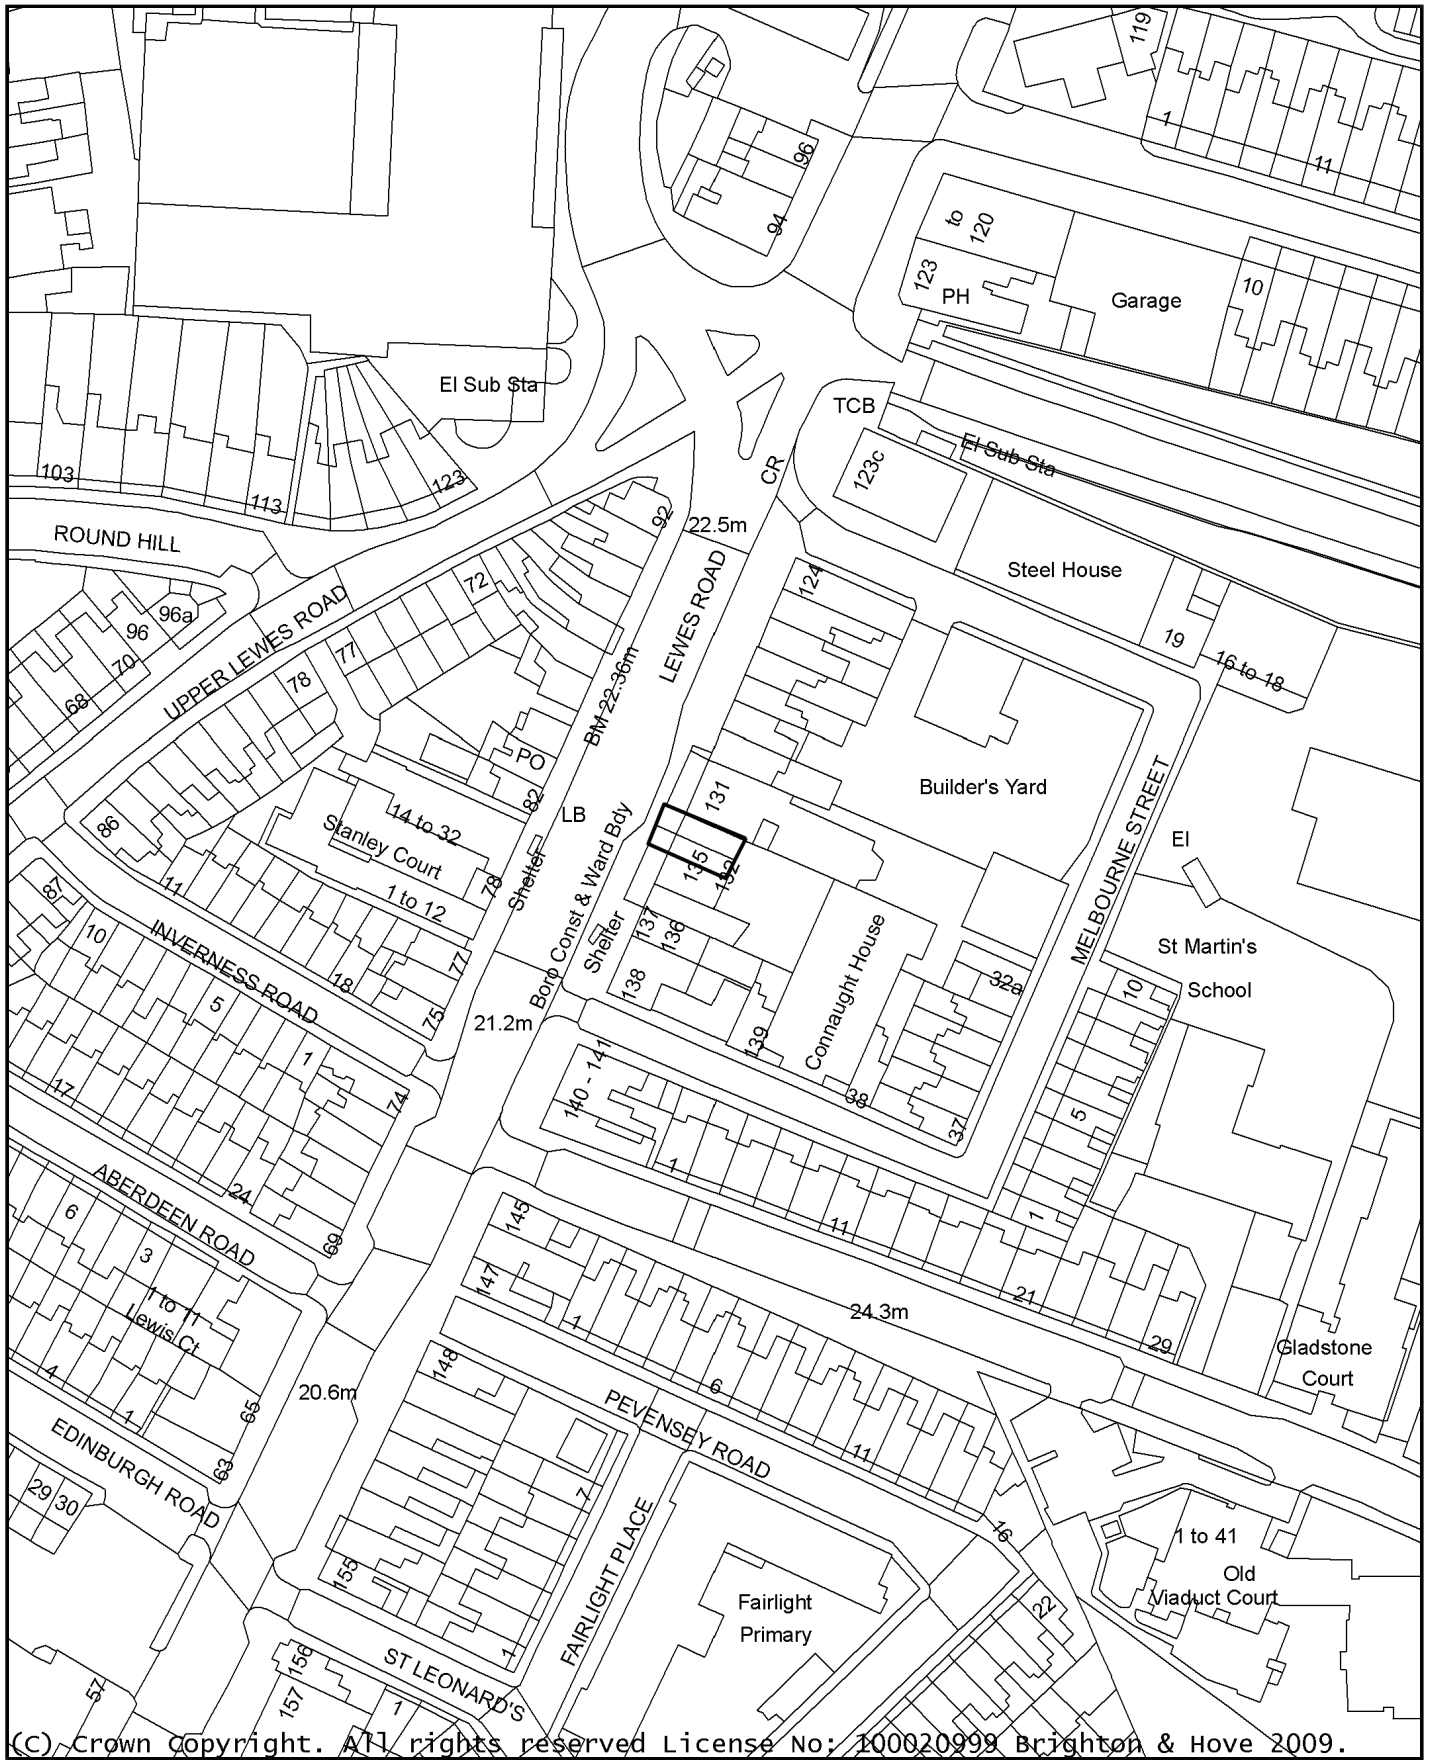 119
1
11
96
94
to
120
123
PH
10
Garage
El Sub Sta
TCB
El Sub Sta
123c
103
113
123
CR
92
22.5m
ROUND HILL
72
LEWES ROAD
124
Steel House
96a
96
70
68
UPPER LEWES ROAD
77
78
19
16 to 18
BM 22.36m
PO
82
LB
131
Builder's Yard
MELBOURNE STREET
86
14 to 32
Stanley Court
1 to 12
78
Shelter
Boro Const & Ward Bdy
135
132
El
87
11
10
INVERNESS ROAD
18
77
75
137
136
Shelter
138
139
Connaught House
32a
St Martin's
School
10
5
1
21.2m
17
74
140 - 141
38
37
5
ABERDEEN ROAD
24
69
6
3
1 to 11
Lewis Ct
145
147
1
11
1
21
29
24.3m
Gladstone
Court
4
1
65
63
20.6m
148
1
6
11
PEVENSEY ROAD
EDINBURGH ROAD
29
30
7
16
155
1
FAIRLIGHT PLACE
Fairlight
Primary
22
1 to 41
Old
Viaduct Court
57
156
157
1
ST LEONARD'S
(C) Crown Copyright. All rights reserved License No: 100020999 Brighton & Hove 2009.